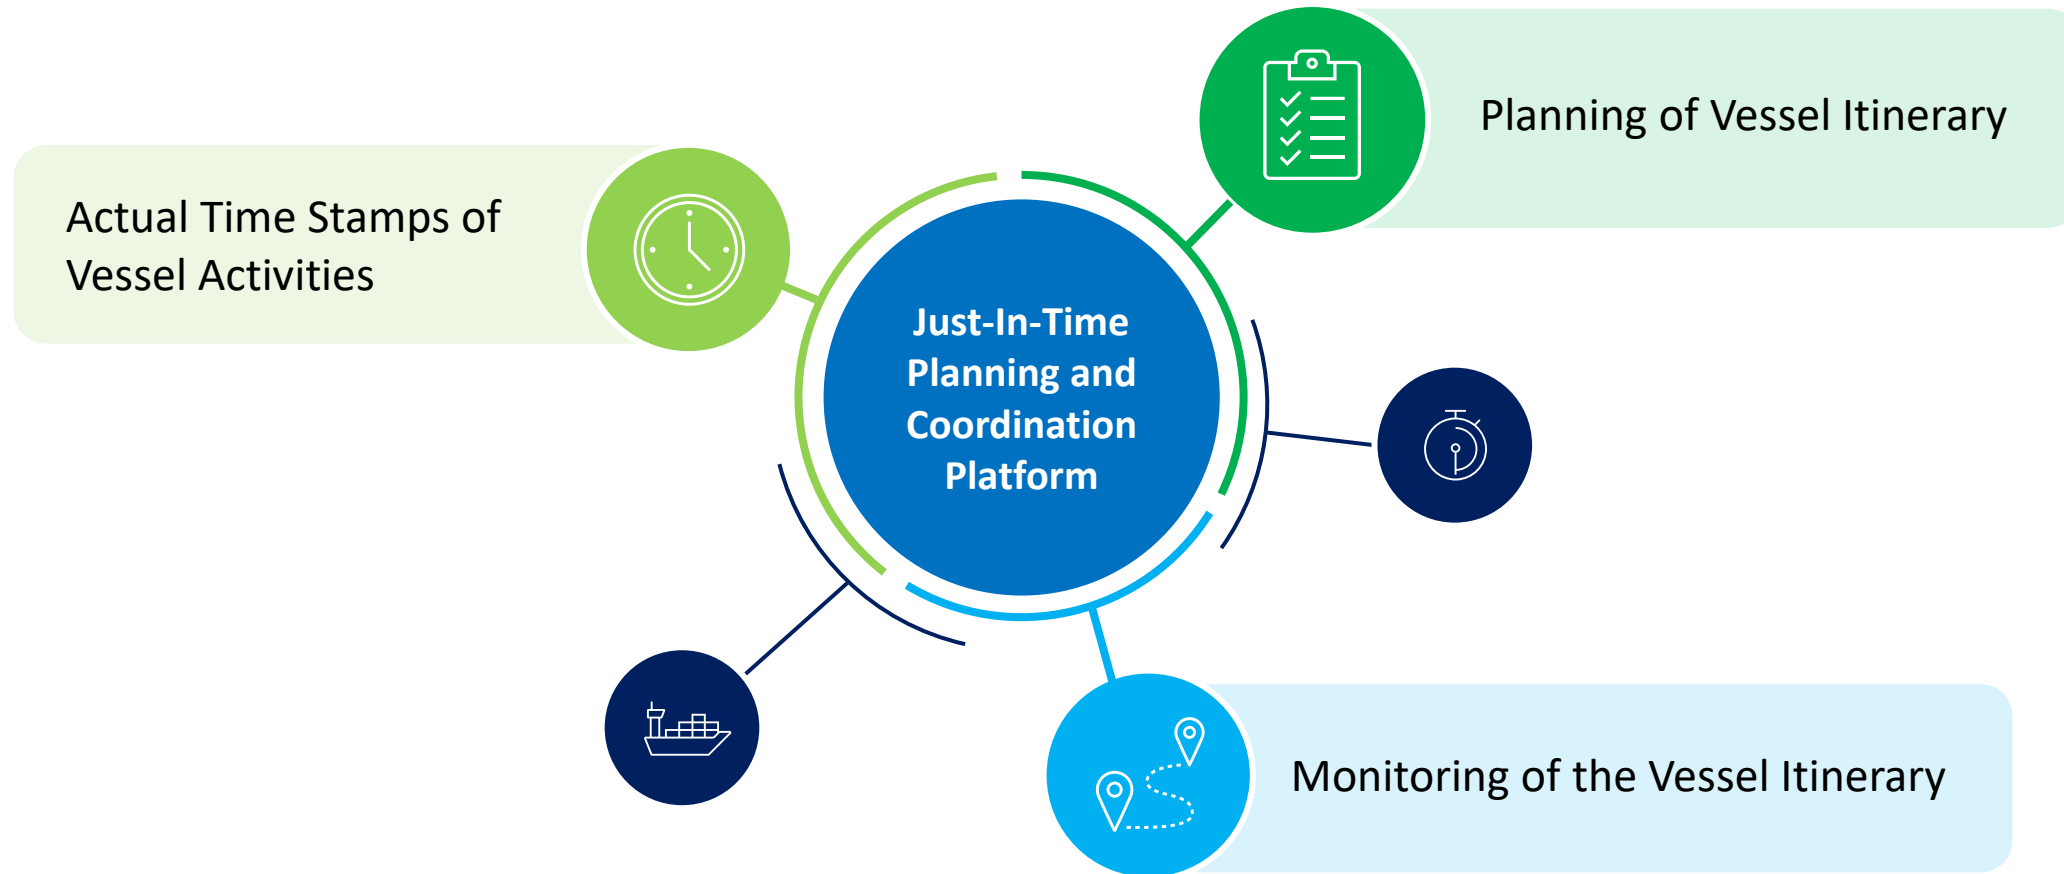 Planning of Vessel Itinerary
Actual Time Stamps of
Vessel Activities
Just-In-Time
Planning and
Coordination
Platform
Monitoring of the Vessel Itinerary